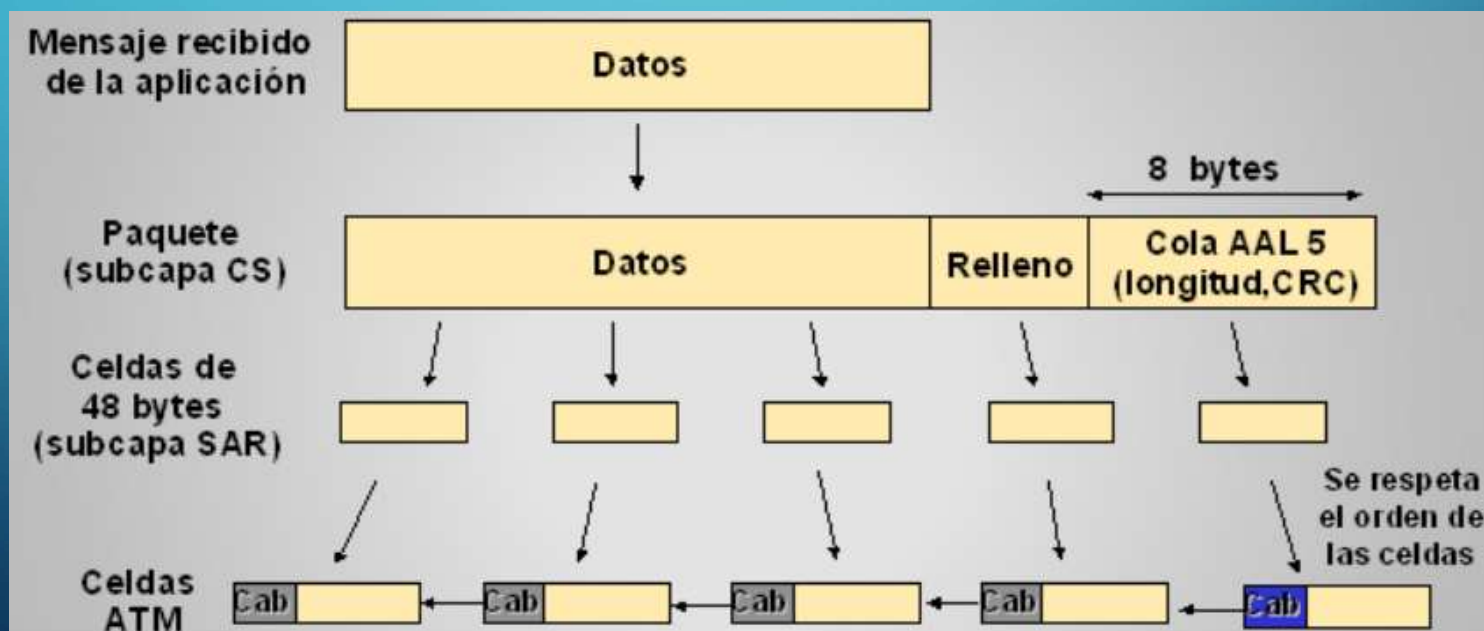 Mensaje recibido
de la aplicación
Datos
8 bytes
Paquete
(subcapa CS)
Datos
Relleno
Cola AAL 5
(longitud,CRC)
Celdas de
48 bytes
(subcapa SAR)
Se respeta
el orden de
las celdas
Celdas
ATM
Cab
Cab
Cab
Cab
Cab